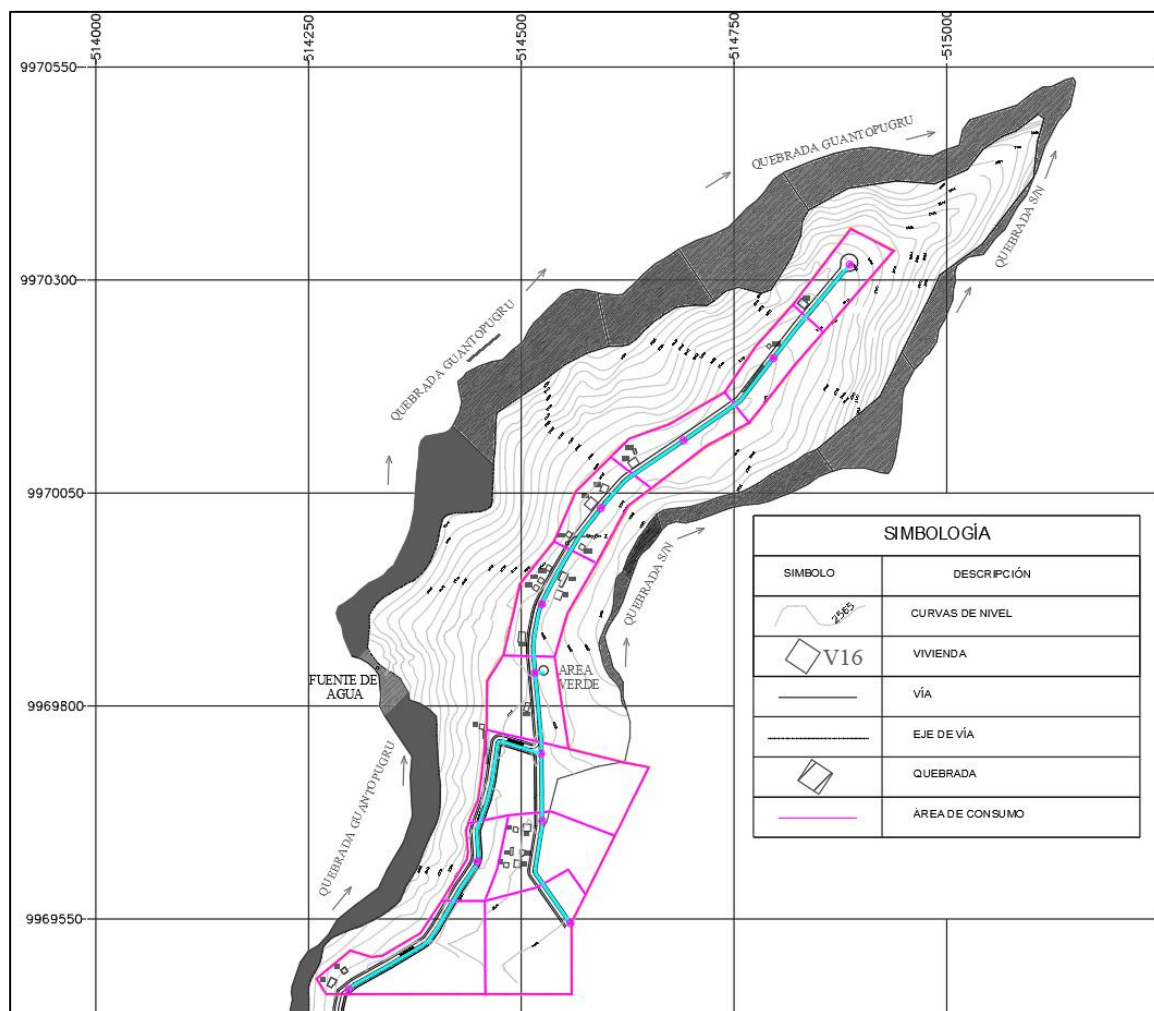 514000
514250
514500
514750
515000
9970550
9970300
9970050
9969800
9969550
QUEBRADA GUANTOPUGRU
QUEBRADA GUANTOPUGRU
QUEBRADA GUANTOPUGRU
QUEBRADA S/N
QUEBRADA S/N
FUENTE DE
AGUA
AREA
VERDE
SIMBOLOGÍA
SIMBOLO DESCRIPCIÓN
2565 CURVAS DE NIVEL
V16 VIVIENDA
VÍA
EJE DE VÍA
QUEBRADA
ÁREA DE CONSUMO